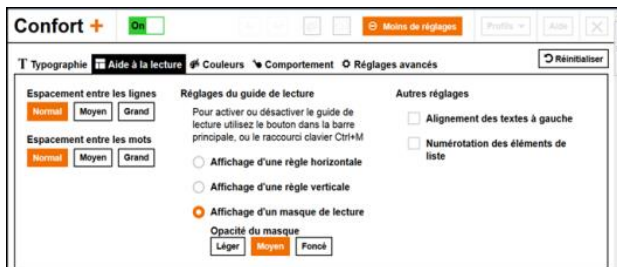 Confort +
On
Moins de réglages
Profils
Aide
Typographie
Aide à la lecture
Couleurs
Comportement
Réglages avancés
Réinitialiser
Espacement entre les lignes
Normal
Moyen
Grand
Espacement entre les mots
Normal
Moyen
Grand
Réglages du guide de lecture
Pour activer ou désactiver le guide de
lecture utilisez le bouton dans la barre
principale, ou le raccourci clavier Ctrl+M
Affichage d'une règle horizontale
Affichage d'une règle verticale
Affichage d'un masque de lecture
Opacité du masque
Léger
Moyen
Foncé
Autres réglages
Alignement des textes à gauche
Numérotation des éléments de
liste